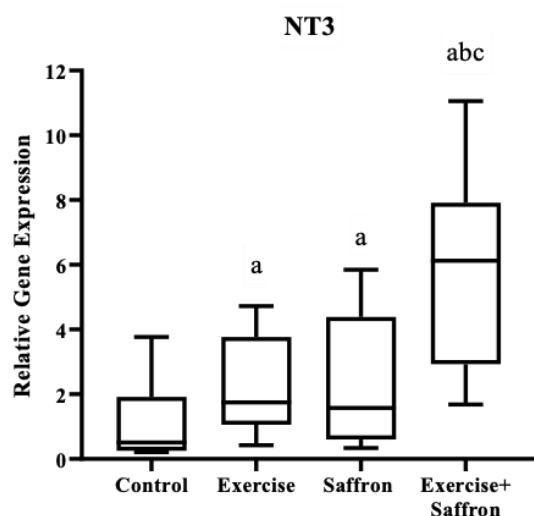 NT3
abc
a
a
Relative Gene Expression
12
10
8
6
4
2
0
Control
Exercise
Saffron
Exercise+
Saffron